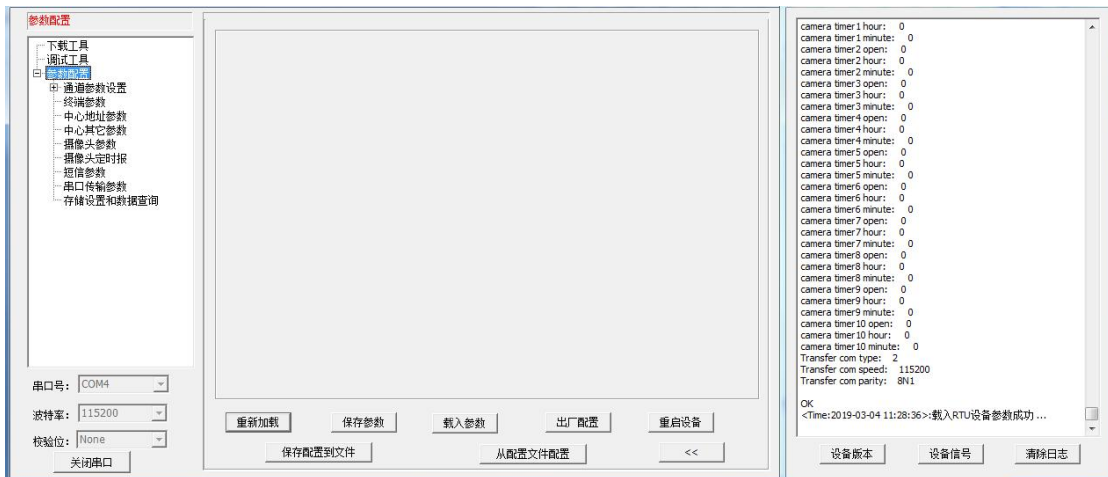 参数配置
下载工具
调试工具
参数配置
通道参数设置
终端参数
中心地址参数
中心其它参数
摄像头参数
摄像头定时报
短信参数
串口传输参数
存储设置和数据查询
串口号: COM4
波特率: 115200
校验位: None
关闭串口
重新加载 保存参数 载入参数 出厂配置 重启设备
保存配置到文件 从配置文件配置 <<
camera timer1 hour: 0
camera timer1 minute: 0
camera timer2 open: 0
camera timer2 hour: 0
camera timer2 minute: 0
camera timer3 open: 0
camera timer3 hour: 0
camera timer3 minute: 0
camera timer4 open: 0
camera timer4 hour: 0
camera timer4 minute: 0
camera timer5 open: 0
camera timer5 hour: 0
camera timer5 minute: 0
camera timer6 open: 0
camera timer6 hour: 0
camera timer6 minute: 0
camera timer7 open: 0
camera timer7 hour: 0
camera timer7 minute: 0
camera timer8 open: 0
camera timer8 hour: 0
camera timer8 minute: 0
camera timer9 open: 0
camera timer9 hour: 0
camera timer9 minute: 0
camera timer10 open: 0
camera timer10 hour: 0
camera timer10 minute: 0
Transfer com type: 2
Transfer com speed: 115200
Transfer com parity: 8N1
OK
<Time:2019-03-04 11:28:36>:载入RTU设备参数成功 ...
设备版本 设备信号 清除日志